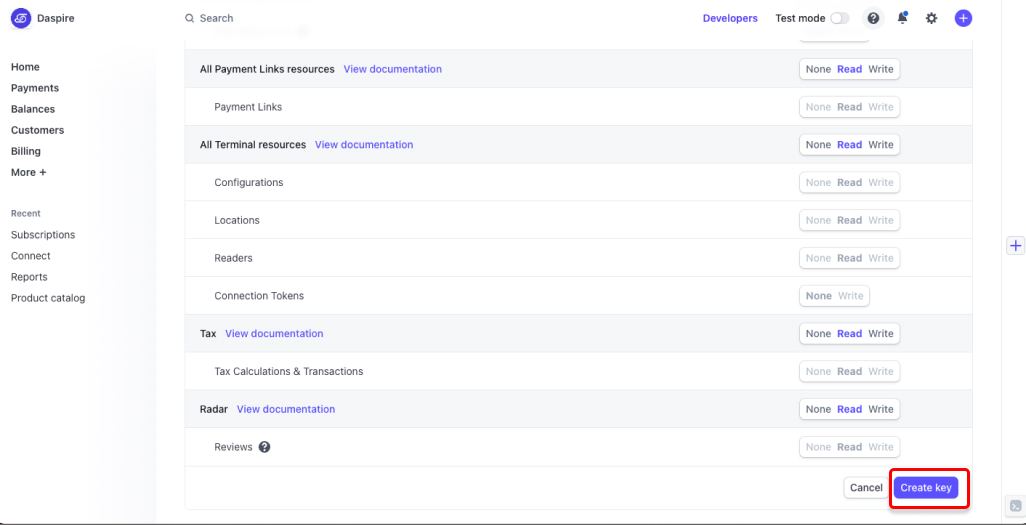 Daspire
Search
Developers
Test mode
?
+
Home
Payments
Balances
Customers
Billing
More +
Recent
Subscriptions
Connect
Reports
Product catalog
All Payment Links resources View documentation None Read Write
Payment Links None Read Write
All Terminal resources View documentation None Read Write
Configurations None Read Write
Locations None Read Write
Readers None Read Write
Connection Tokens None Write
Tax View documentation None Read Write
Tax Calculations & Transactions None Read Write
Radar View documentation None Read Write
Reviews ? None Read Write
Cancel Create key